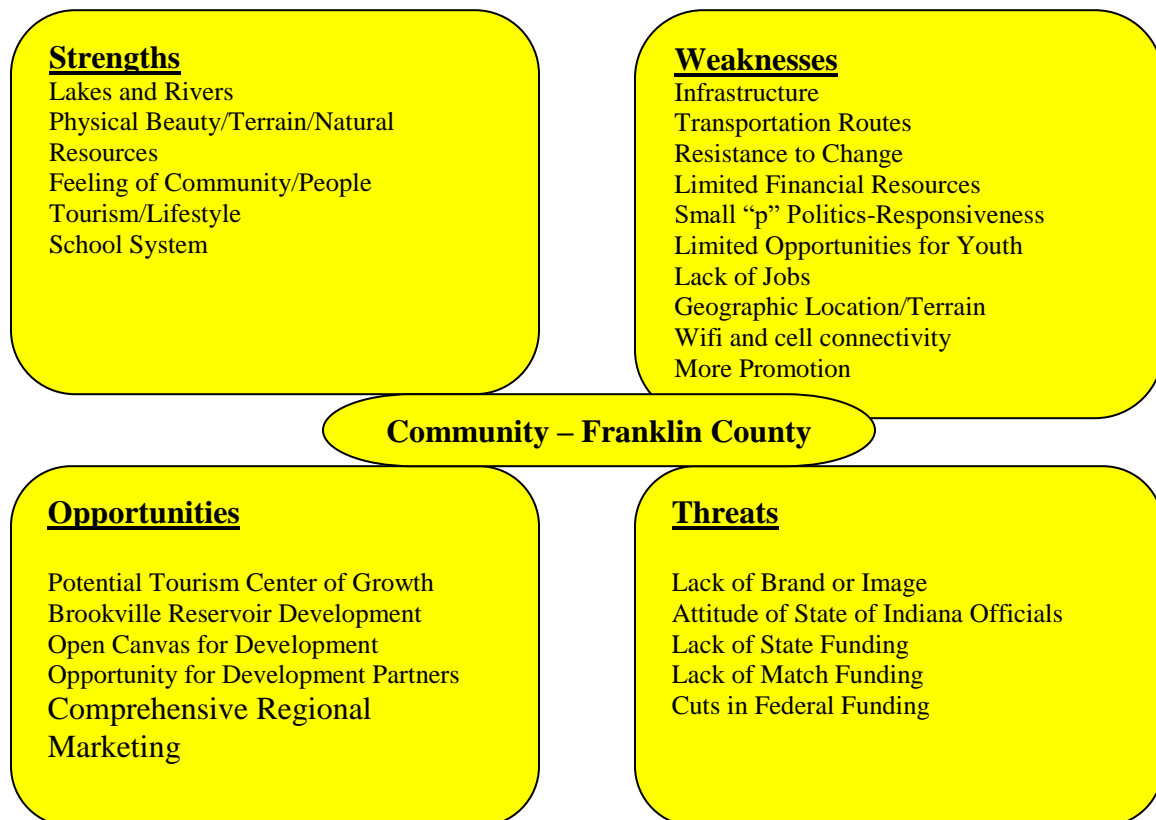 Strengths
Lakes and Rivers
Physical Beauty/Terrain/Natural
Resources
Feeling of Community/People
Tourism/Lifestyle
School System
Weaknesses
Infrastructure
Transportation Routes
Resistance to Change
Limited Financial Resources
Small “p” Politics-Responsiveness
Limited Opportunities for Youth
Lack of Jobs
Geographic Location/Terrain
Wifi and cell connectivity
More Promotion
Community – Franklin County
Opportunities
Potential Tourism Center of Growth
Brookville Reservoir Development
Open Canvas for Development
Opportunity for Development Partners
Comprehensive Regional
Marketing
Threats
Lack of Brand or Image
Attitude of State of Indiana Officials
Lack of State Funding
Lack of Match Funding
Cuts in Federal Funding